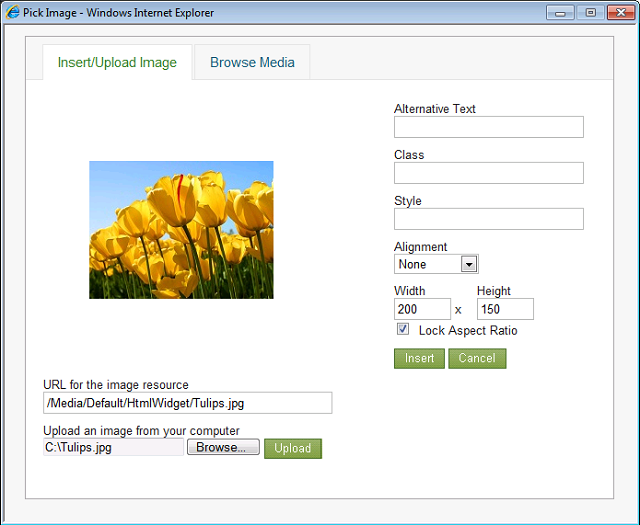 Pick Image - Windows Internet Explorer
Insert/Upload Image
Browse Media
Alternative Text
Class
Style
Alignment
None
Width Height
200 x 150
Lock Aspect Ratio
Insert Cancel
URL for the image resource
/Media/Default/HtmlWidget/Tulips.jpg
Upload an image from your computer
C:\Tulips.jpg Browse... Upload